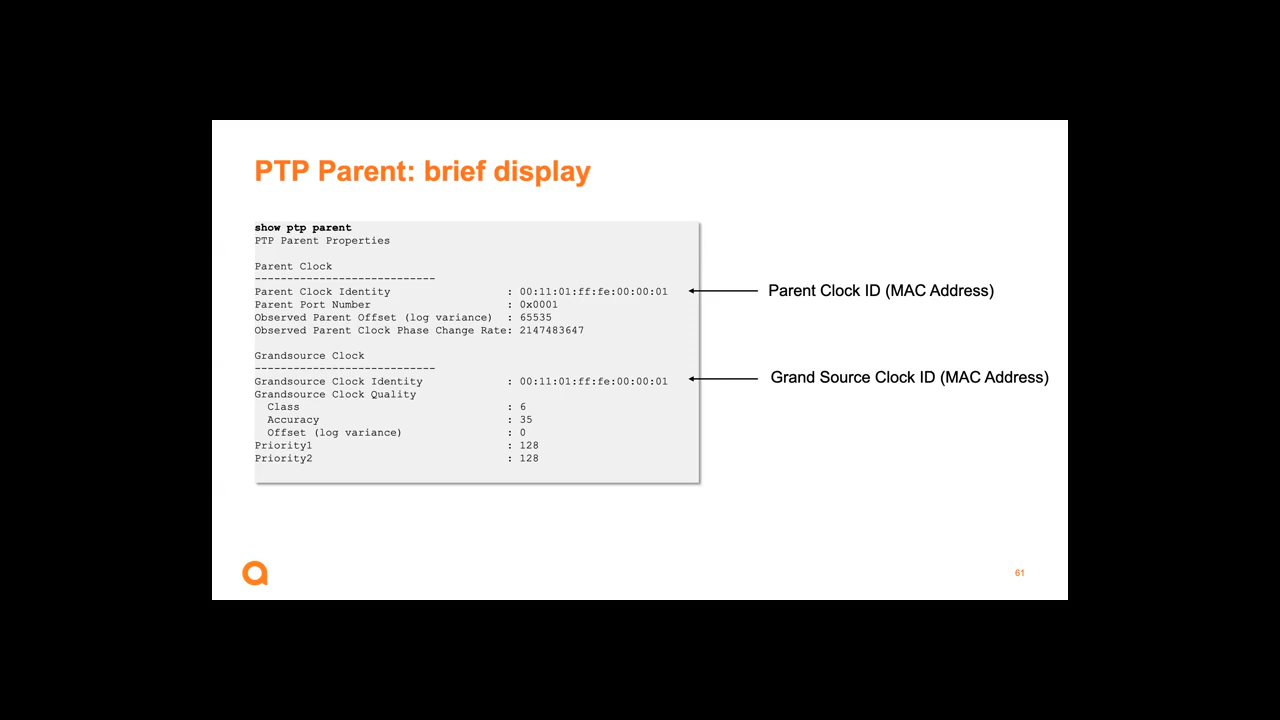 PTP Parent: brief display
show ptp parent
PTP Parent Properties
Parent Clock
----------------------------
Parent Clock Identity : 00:11:01:ff:fe:00:00:01
Parent Port Number : 0x0001
Observed Parent Offset (log variance) : 65535
Observed Parent Clock Phase Change Rate: 2147483647
Grandsource Clock
----------------------------
Grandsource Clock Identity : 00:11:01:ff:fe:00:00:01
Grandsource Clock Quality
Class : 6
Accuracy : 35
Offset (log variance) : 0
Priority1 : 128
Priority2 : 128
Parent Clock ID (MAC Address)
Grand Source Clock ID (MAC Address)
61